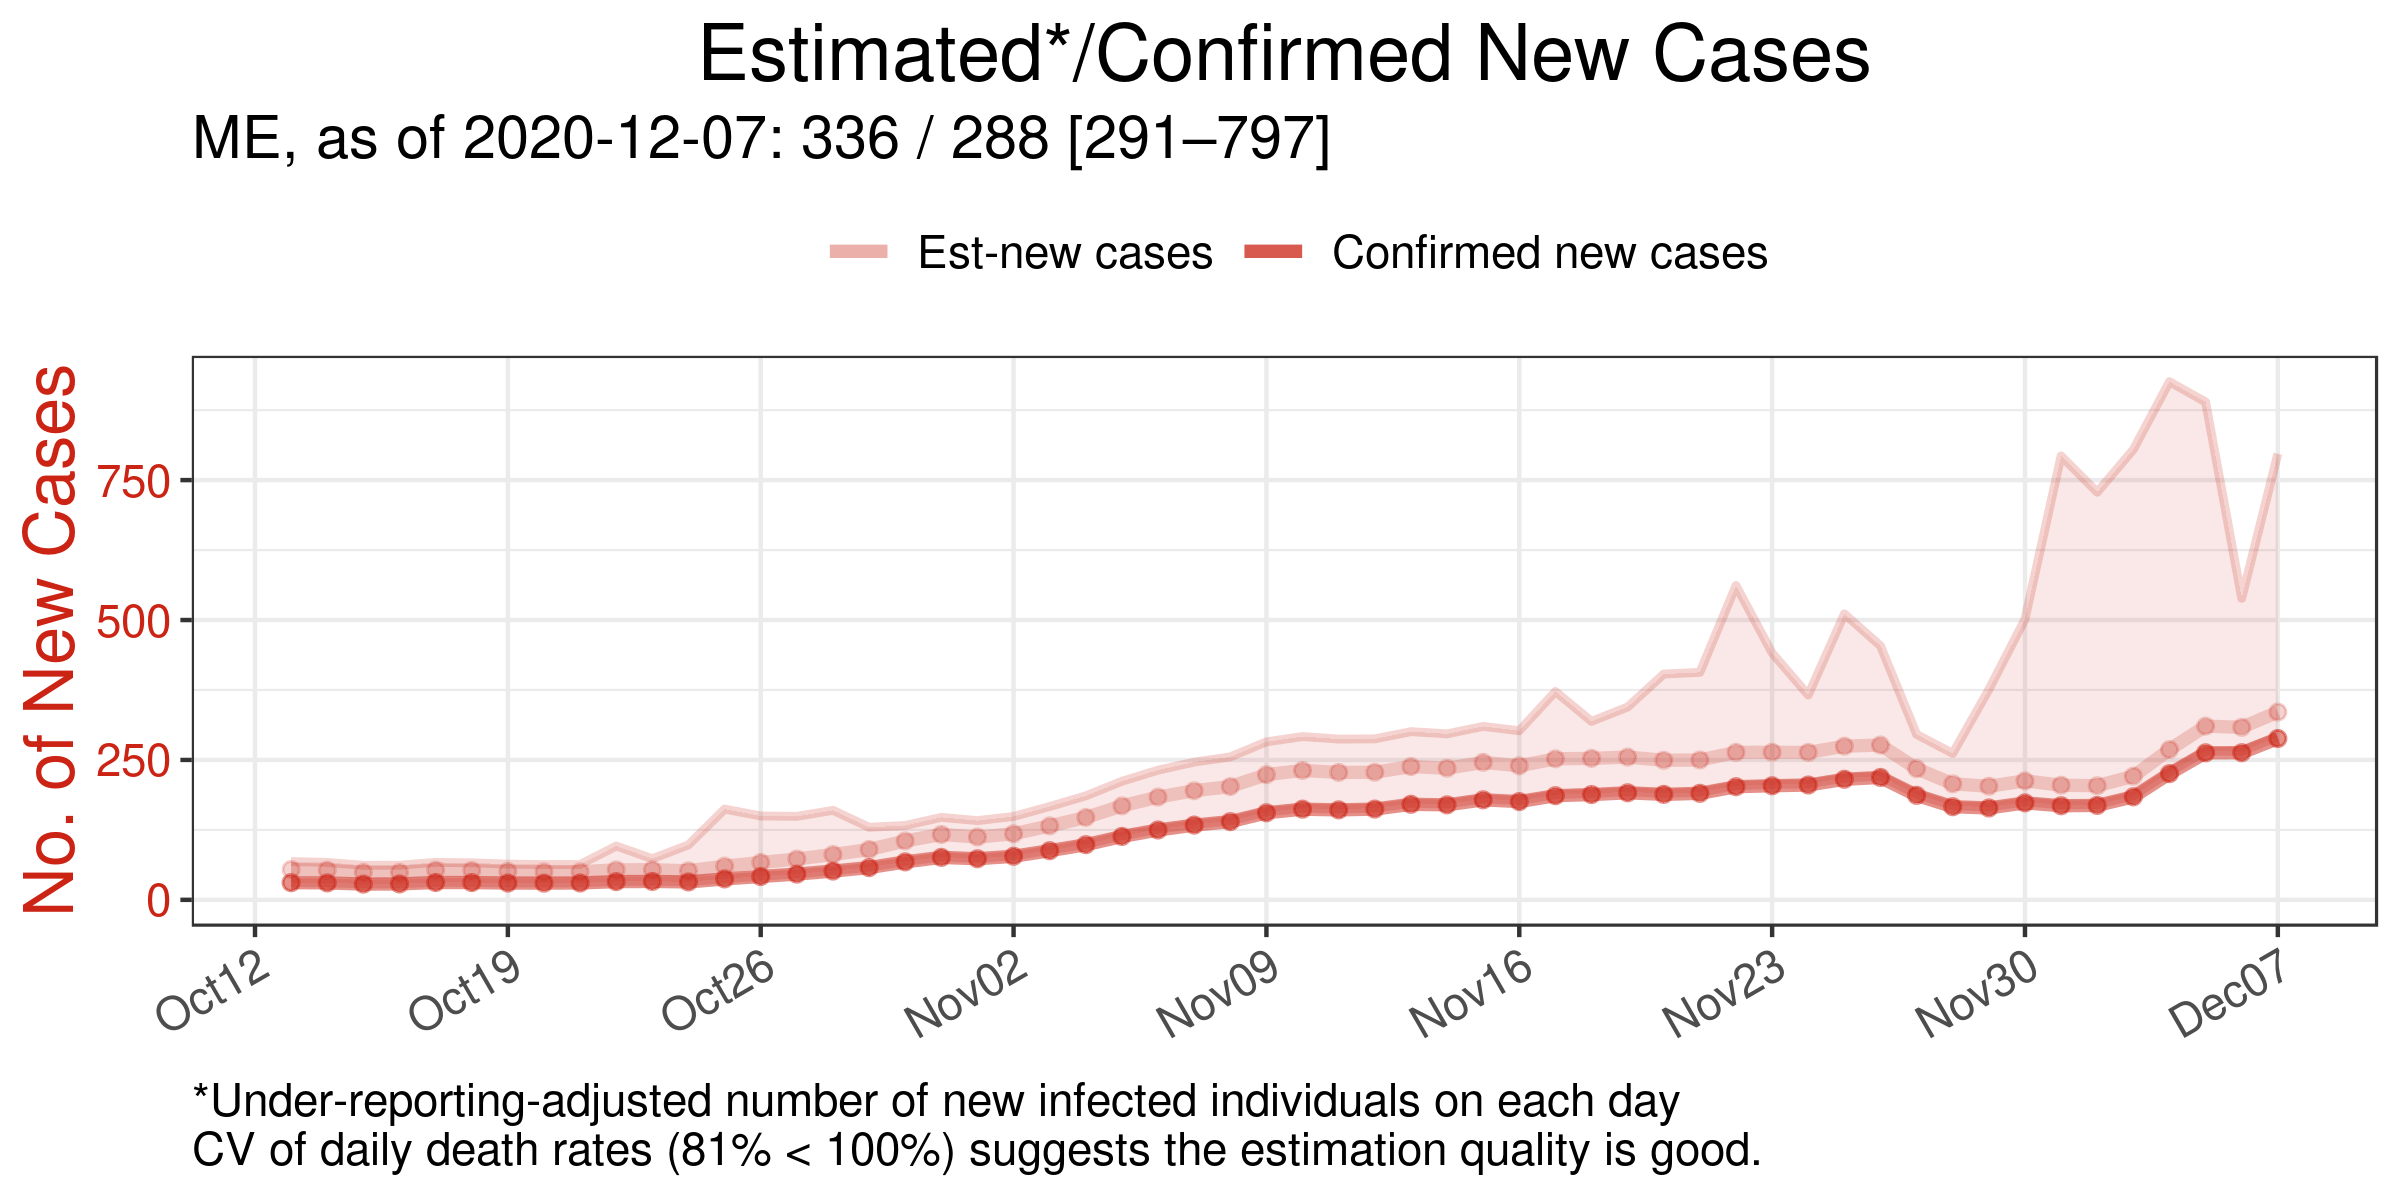 Estimated*/Confirmed New Cases
ME, as of 2020-12-07: 336 / 288 [291–797]
Est-new cases
Confirmed new cases
No. of New Cases
750
500
250
0
Oct12
Oct19
Oct26
Nov02
Nov09
Nov16
Nov23
Nov30
Dec07
*Under-reporting-adjusted number of new infected individuals on each day
CV of daily death rates (81% < 100%) suggests the estimation quality is good.